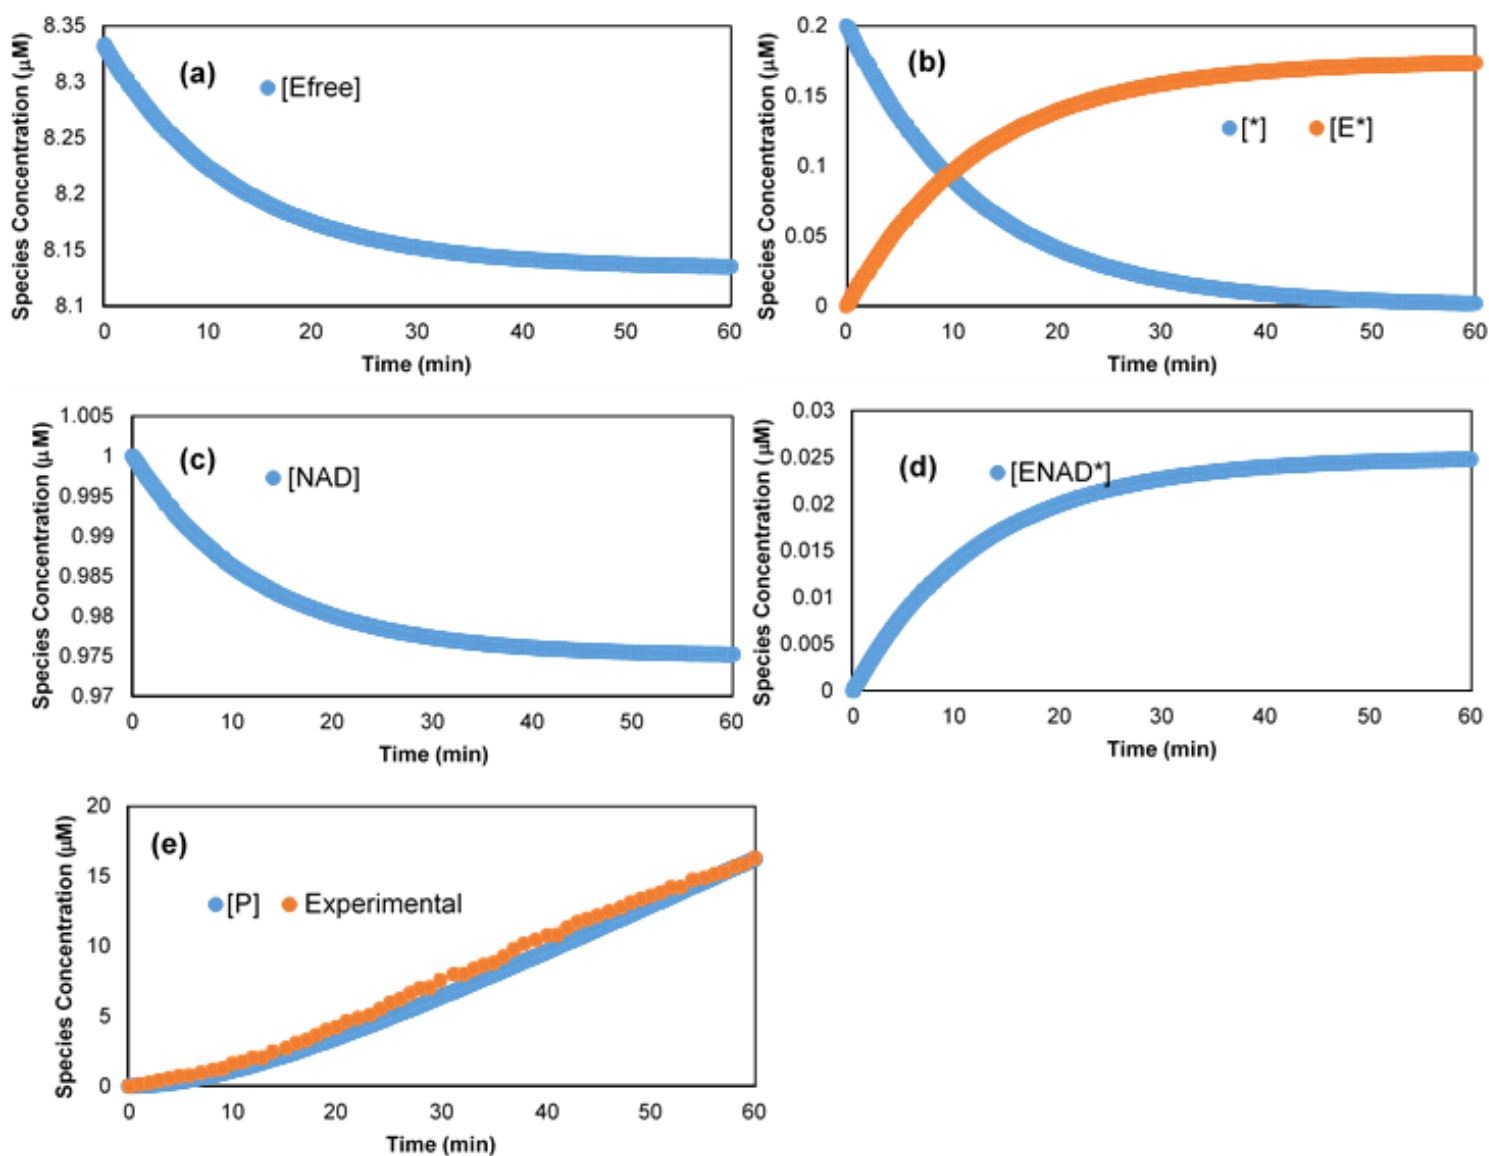 Species Concentration (µM)
8.35
8.3
8.25
8.2
8.15
8.1
(a)
[Efree]
0 10 20 30 40 50 60
Time (min)
Species Concentration (µM)
0.2
0.15
0.1
0.05
0
(b)
[*] [E*]
0 10 20 30 40 50 60
Time (min)
Species Concentration (µM)
1.005
1
0.995
0.99
0.985
0.98
0.975
0.97
(c)
[NAD]
0 10 20 30 40 50 60
Time (min)
Species Concentration (µM)
0.03
0.025
0.02
0.015
0.01
0.005
0
(d)
[ENAD*]
0 10 20 30 40 50 60
Time (min)
Species Concentration (µM)
20
15
10
5
0
(e)
[P] Experimental
0 10 20 30 40 50 60
Time (min)